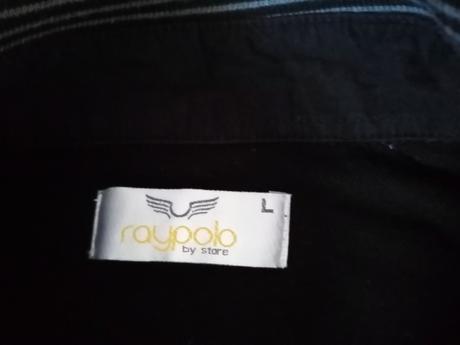 L
raypolo
by store